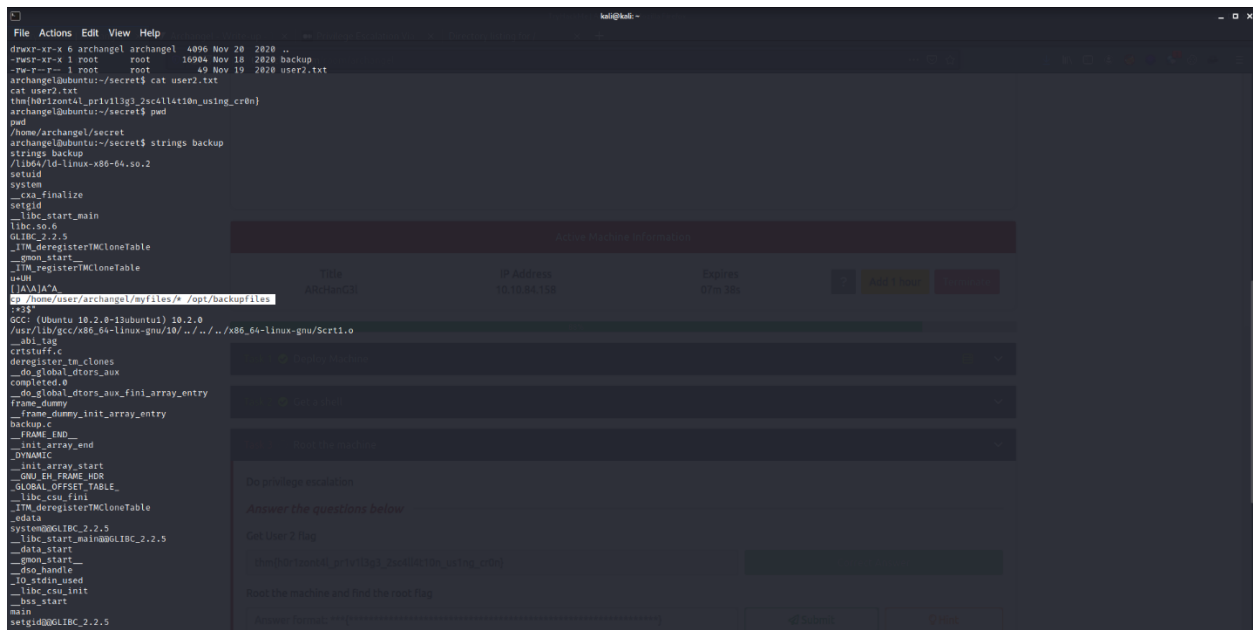 kali@kali: ~
File Actions Edit View Help
drwxr-xr-x 6 archangel archangel 4096 Nov 20 2020 ..
-rwsr-xr-x 1 root root 16904 Nov 18 2020 backup
-rw-r--r-- 1 root root 49 Nov 19 2020 user2.txt
archangel@ubuntu:~/secret$ cat user2.txt
cat user2.txt
thm{h0r1zont4l_pr1v1l3g3_2sc4ll4t10n_us1ng_cr0n}
archangel@ubuntu:~/secret$ pwd
pwd
/home/archangel/secret
archangel@ubuntu:~/secret$ strings backup
strings backup
/lib64/ld-linux-x86-64.so.2
setuid
system
__cxa_finalize
setgid
__libc_start_main
libc.so.6
GLIBC_2.2.5
_ITM_deregisterTMCloneTable
__gmon_start__
_ITM_registerTMCloneTable
u+UH
[]A\A]A^A_
cp /home/user/archangel/myfiles/* /opt/backupfiles
:*3$"
GCC: (Ubuntu 10.2.0-13ubuntu1) 10.2.0
/usr/lib/gcc/x86_64-linux-gnu/10/../../../x86_64-linux-gnu/Scrt1.o
__abi_tag
crtstuff.c
deregister_tm_clones
__do_global_dtors_aux
completed.0
__do_global_dtors_aux_fini_array_entry
frame_dummy
__frame_dummy_init_array_entry
backup.c
__FRAME_END__
__init_array_end
_DYNAMIC
__init_array_start
__GNU_EH_FRAME_HDR
_GLOBAL_OFFSET_TABLE_
__libc_csu_fini
_ITM_deregisterTMCloneTable
_edata
system@@GLIBC_2.2.5
__libc_start_main@@GLIBC_2.2.5
__data_start
__gmon_start__
__dso_handle
_IO_stdin_used
__libc_csu_init
__bss_start
main
setgid@@GLIBC_2.2.5
Active Machine Information
Title IP Address Expires
10.10.84.158 07m 38s
Add 1 hour
Do privilege escalation
Answer the questions below
Get User 2 flag
Root the machine and find the root flag